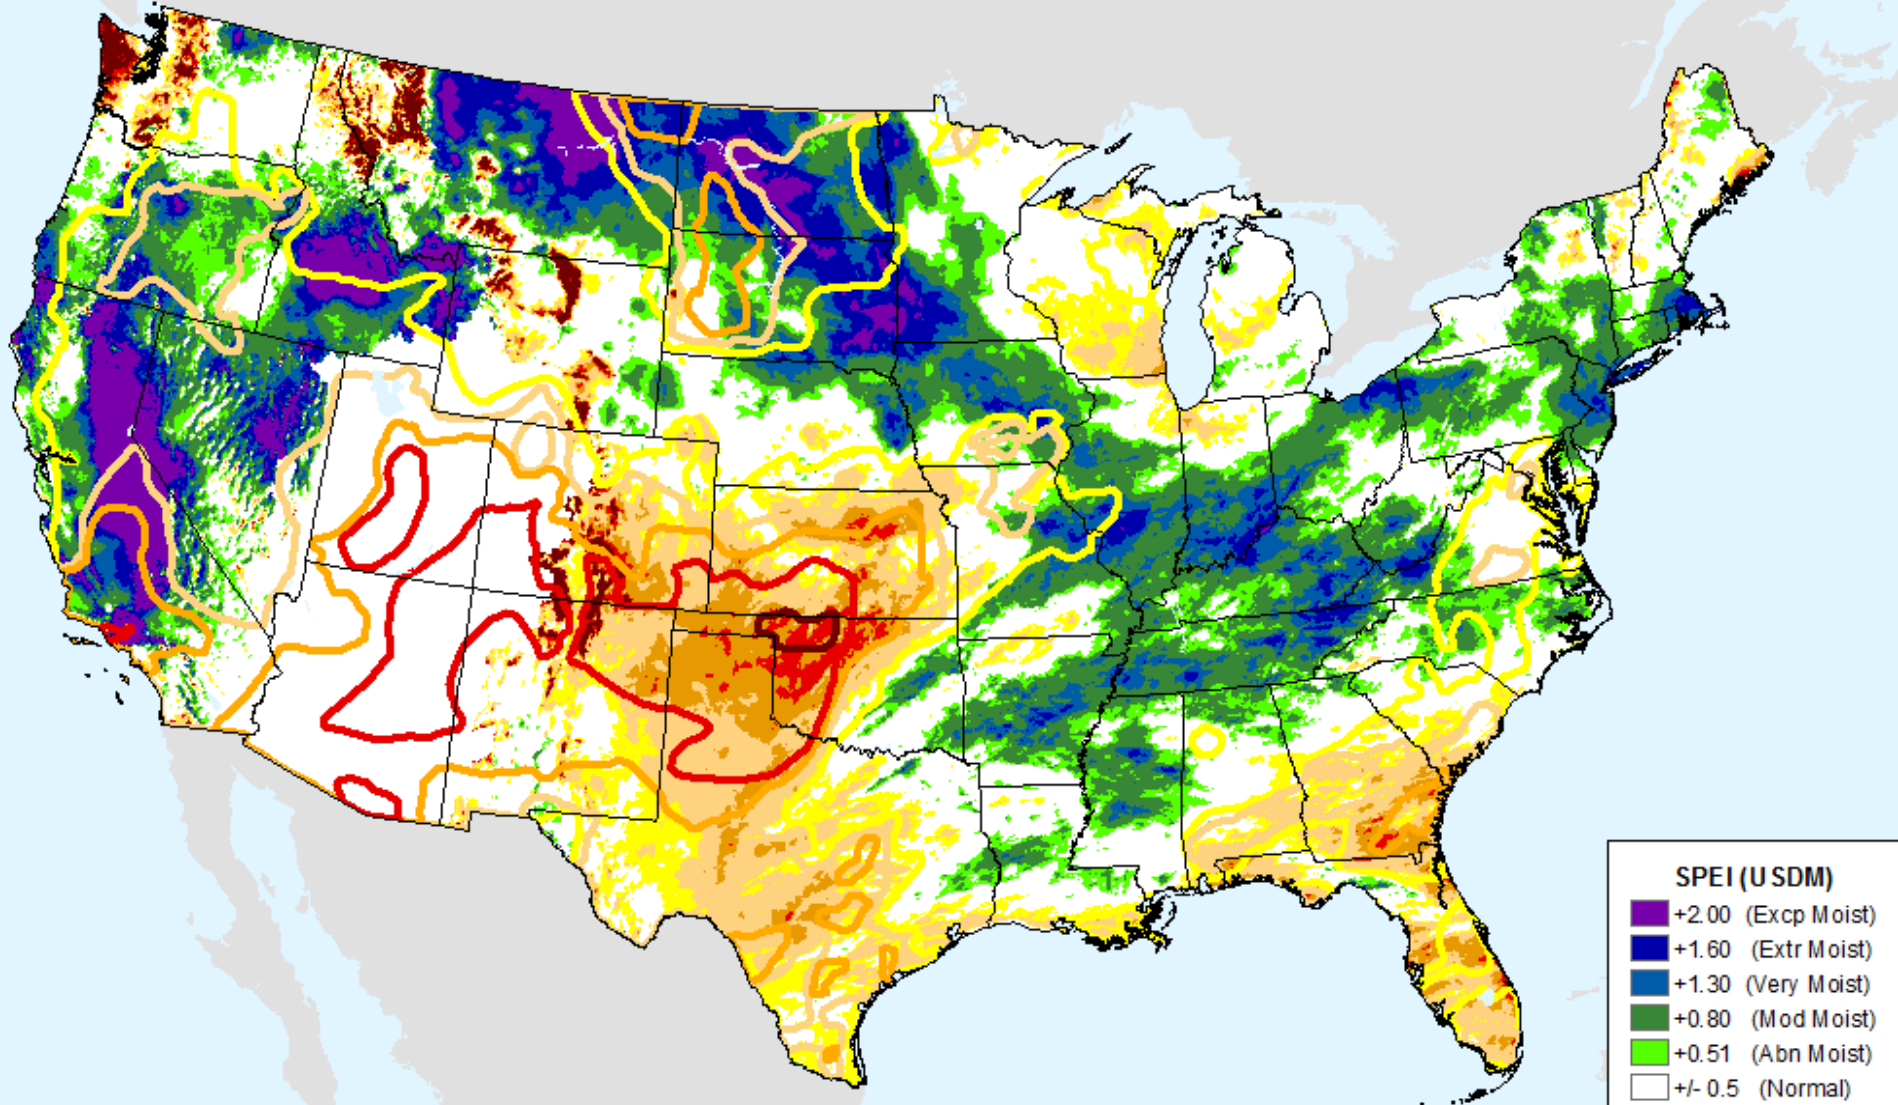 SPEI (USDM)
+2.00 (Excp Moist)
+1.60 (Extr Moist)
+1.30 (Very Moist)
+0.80 (Mod Moist)
+0.51 (Abn Moist)
+/- 0.5 (Normal)